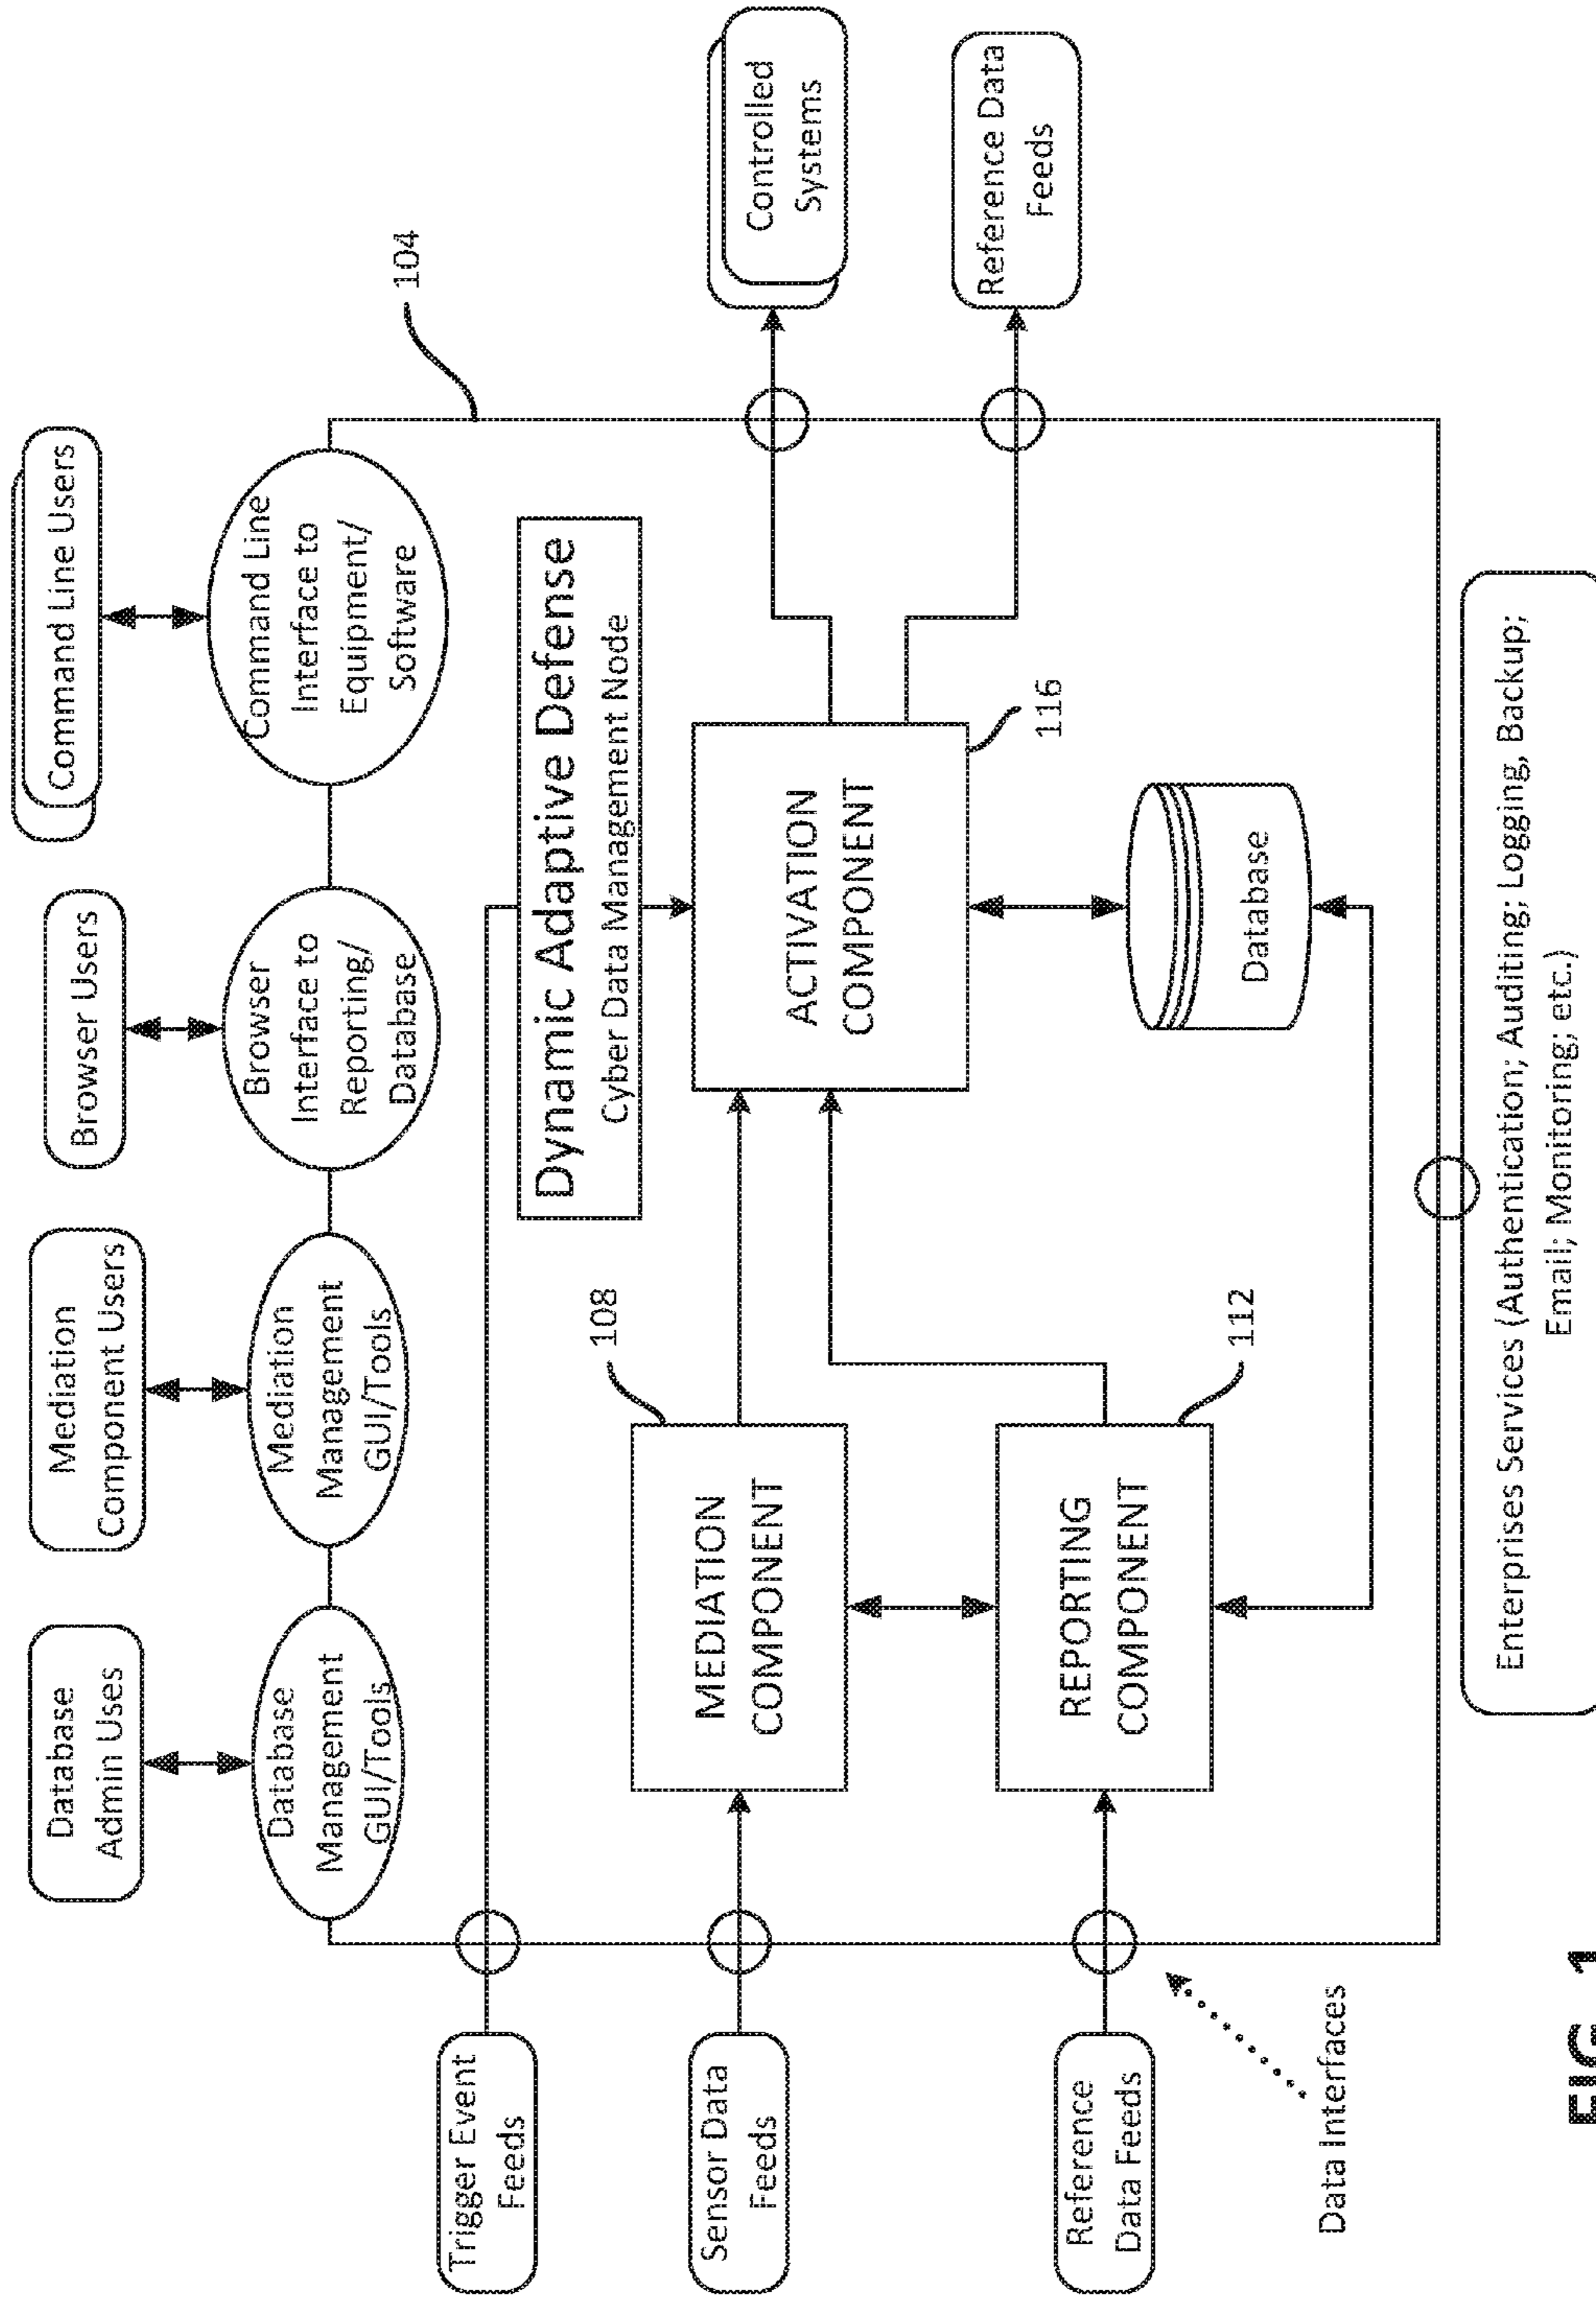 Database
Admin Uses
Mediation
Component Users
Browser Users
Command Line Users
Database
Management
GUI/Tools
Mediation
Management
GUI/Tools
Browser
Interface to
Reporting/
Database
Command Line
Interface to
Equipment/
Software
104
Trigger Event
Feeds
Dynamic Adaptive Defense
Cyber Data Management Node
Sensor Data
Feeds
108
MEDIATION
COMPONENT
ACTIVATION
COMPONENT
116
Controlled
Systems
Reference
Data Feeds
REPORTING
COMPONENT
112
Database
Reference Data
Feeds
Data Interfaces
Enterprises Services (Authentication; Auditing; Logging, Backup;
Email; Monitoring; etc.)
FIG. 1